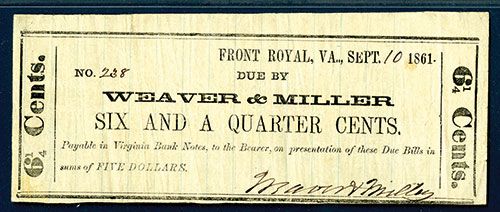 FRONT ROYAL, VA., SEPT. 10 1861.
NO. 228
DUE BY
WEAVER & MILLER
SIX AND A QUARTER CENTS.
Payable in Virginia Bank Notes, to the Bearer, on presentation of these Due Bills in
sums of FIVE DOLLARS.
Weaver & Miller
6¼ Cents.
6¼ Cents.